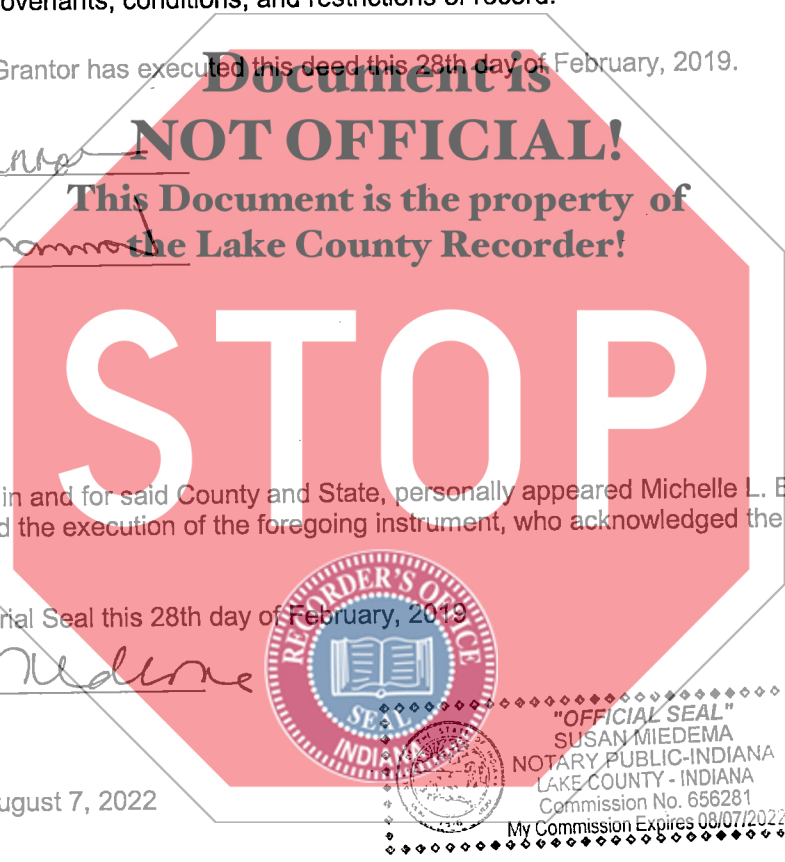 ovenants, conditions, and restrictions of record.
Grantor has executed this deed this 28th day of February, 2019.
Document is
NOT OFFICIAL!
This Document is the property of
the Lake County Recorder!
STOP
in and for said County and State, personally appeared Michelle L.
d the execution of the foregoing instrument, who acknowledged the
rial Seal this 28th day of February, 2019
RECORDER'S OFFICE
SEAL
INDIANA
"OFFICIAL SEAL"
SUSAN MIEDEMA
NOTARY PUBLIC-INDIANA
LAKE COUNTY - INDIANA
Commission No. 656281
My Commission Expires 08/07/2022
ugust 7, 2022